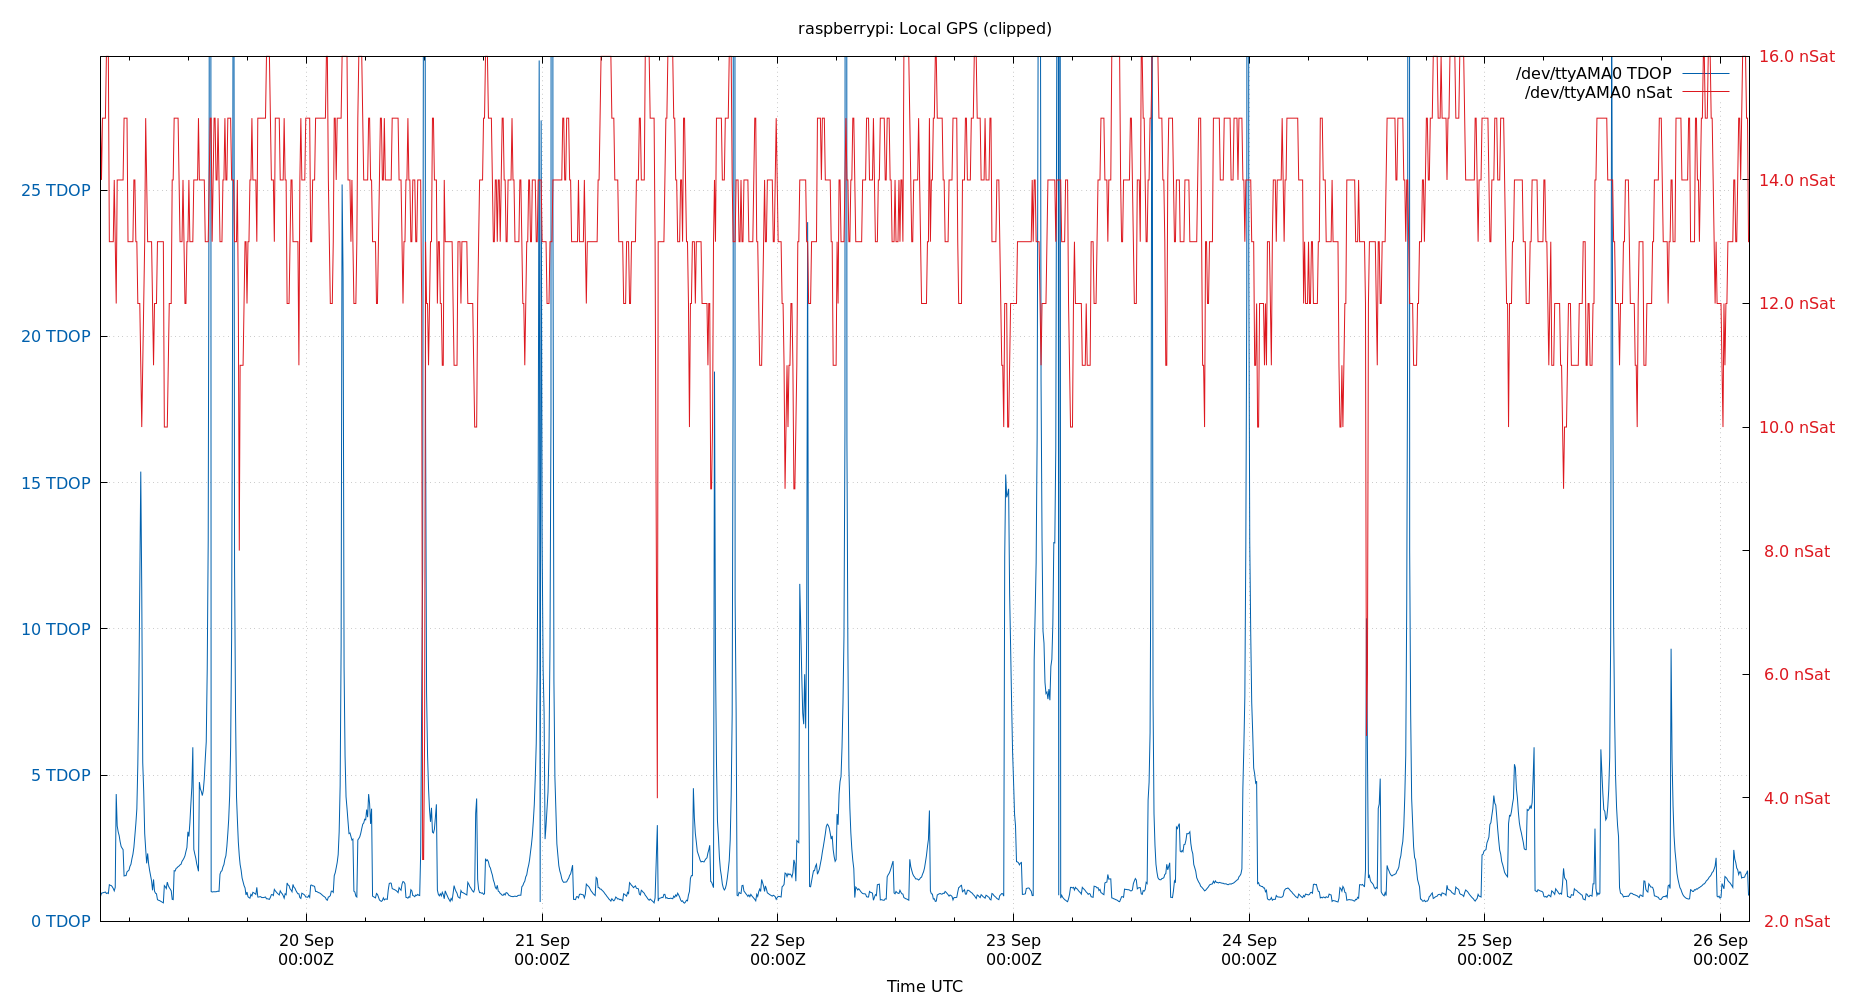 raspberrypi: Local GPS (clipped)
/dev/ttyAMA0 TDOP
/dev/ttyAMA0 nSat
25 TDOP
20 TDOP
15 TDOP
10 TDOP
5 TDOP
0 TDOP
16.0 nSat
14.0 nSat
12.0 nSat
10.0 nSat
8.0 nSat
6.0 nSat
4.0 nSat
2.0 nSat
20 Sep
00:00Z
21 Sep
00:00Z
22 Sep
00:00Z
23 Sep
00:00Z
24 Sep
00:00Z
25 Sep
00:00Z
26 Sep
00:00Z
Time UTC